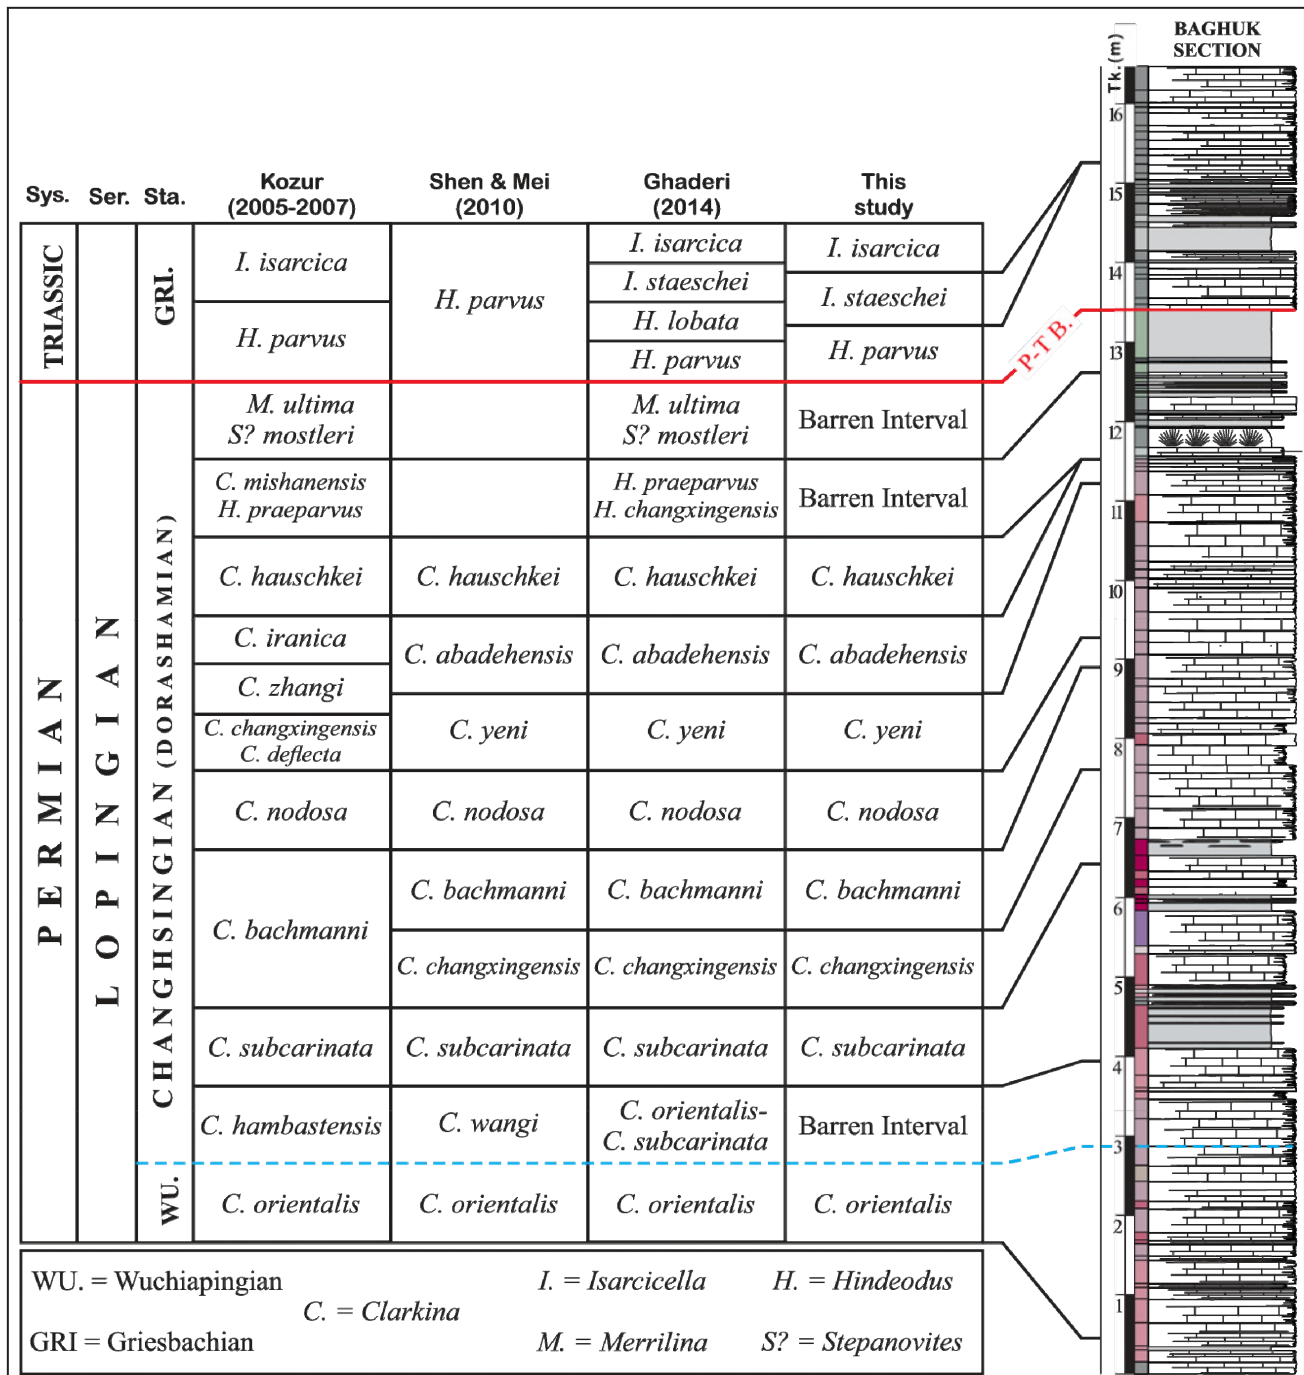 BAGHUK
SECTION
Tk. (m)
Sys. Ser. Sta.
Kozur
(2005-2007)
Shen & Mei
(2010)
Ghaderi
(2014)
This
study
TRIASSIC
PERMIAN
LOPINGIAN
GRI.
CHANGHSINGIAN (DORASHAMIAN)
WU.
I. isarcica
H. parvus
M. ultima
S? mostleri
C. mishanensis
H. praeparvus
C. hauschkei
C. iranica
C. zhangi
C. changxingensis
C. deflecta
C. nodosa
C. bachmanni
C. subcarinata
C. hambastensis
C. orientalis
H. parvus
C. hauschkei
C. abadehensis
C. yeni
C. nodosa
C. bachmanni
C. changxingensis
C. subcarinata
C. wangi
C. orientalis
I. isarcica
I. staeschei
H. lobata
H. parvus
M. ultima
S? mostleri
H. praeparvus
H. changxingensis
C. hauschkei
C. abadehensis
C. yeni
C. nodosa
C. bachmanni
C. changxingensis
C. subcarinata
C. orientalis-
C. subcarinata
C. orientalis
I. isarcica
I. staeschei
H. parvus
Barren Interval
Barren Interval
C. hauschkei
C. abadehensis
C. yeni
C. nodosa
C. bachmanni
C. changxingensis
C. subcarinata
Barren Interval
C. orientalis
P-T B.
16
15
14
13
12
11
10
9
8
7
6
5
4
3
2
1
WU. = Wuchiapingian
I. = Isarcicella
H. = Hindeodus
C. = Clarkina
GRI = Griesbachian
M. = Merrilina
S? = Stepanovites